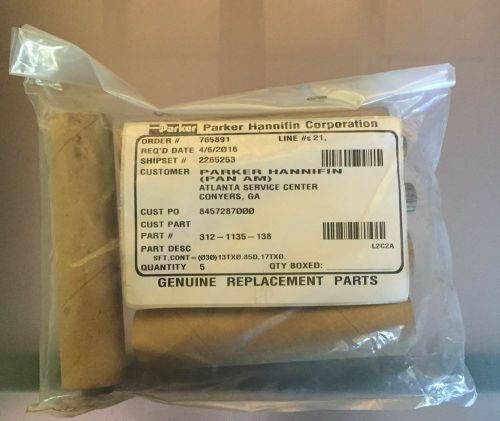 Parker Parker Hannifin Corporation
ORDER # 765891 LINE #s 21,
REQ'D DATE 4/6/2016
SHIPSET # 2265253
CUSTOMER PARKER HANNIFIN
(PAN AM)
ATLANTA SERVICE CENTER
CONYERS, GA
CUST PO 8457287000
CUST PART
PART # 312-1135-138
PART DESC L2C2A
SFT,CONT=(030)13TX0.85D,17TX0.
QUANTITY 5 QTY BOXED:
GENUINE REPLACEMENT PARTS